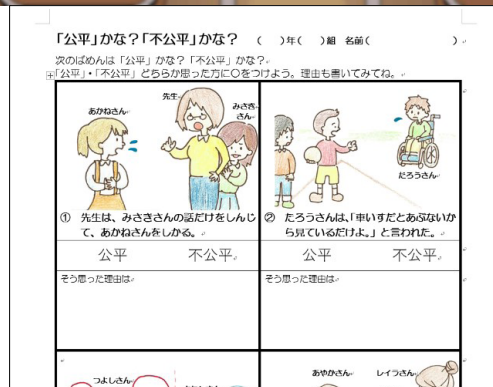 「公平」かな？「不公平」かな？　（　）年（　）組　名前（　　　　　）
次のばめんは「公平」かな？「不公平」かな？
「公平」・「不公平」どちらか思った方に○をつけよう。理由も書いてみてね。
あかねさん
先生
みさき
さん
① 先生は、みさきさんの話だけをしんじ
て、あかねさんをしかる。
公平　不公平
そう思った理由は
たろうさん
② たろうさんは、「車いすだとあぶないか
ら見ているだけよ。」と言われた。
公平　不公平
そう思った理由は
つよしさん
あやかさん
レイラさん